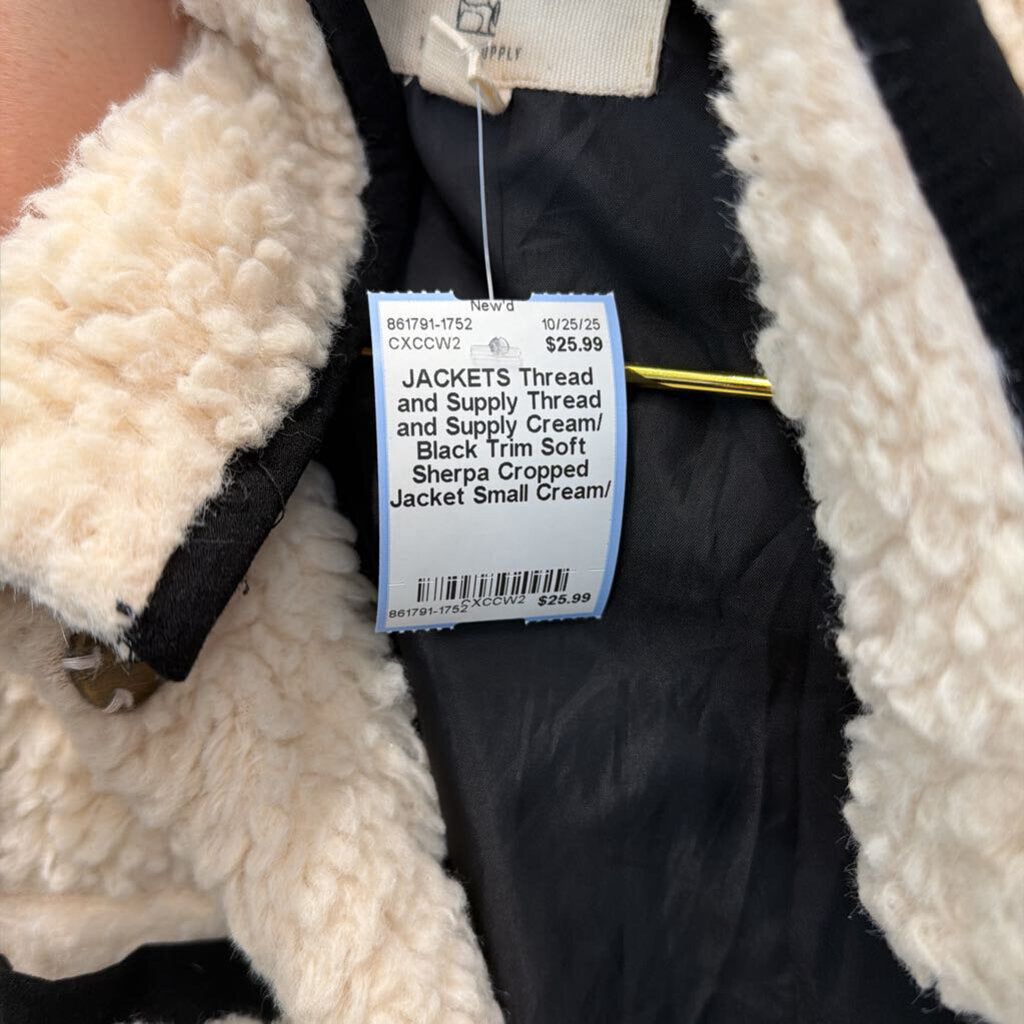 UPPLY
New'd
861791-1752 10/25/25
CXCCW2 $25.99
JACKETS Thread
and Supply Thread
and Supply Cream/
Black Trim Soft
Sherpa Cropped
Jacket Small Cream/
861791-1752 CXCCW2 $25.99